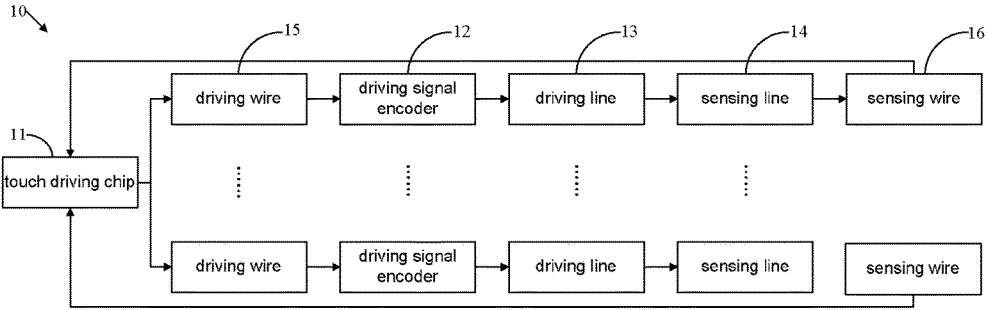 10
15
12
13
14
16
driving wire
driving signal
encoder
driving line
sensing line
sensing wire
11
touch driving chip
driving wire
driving signal
encoder
driving line
sensing line
sensing wire